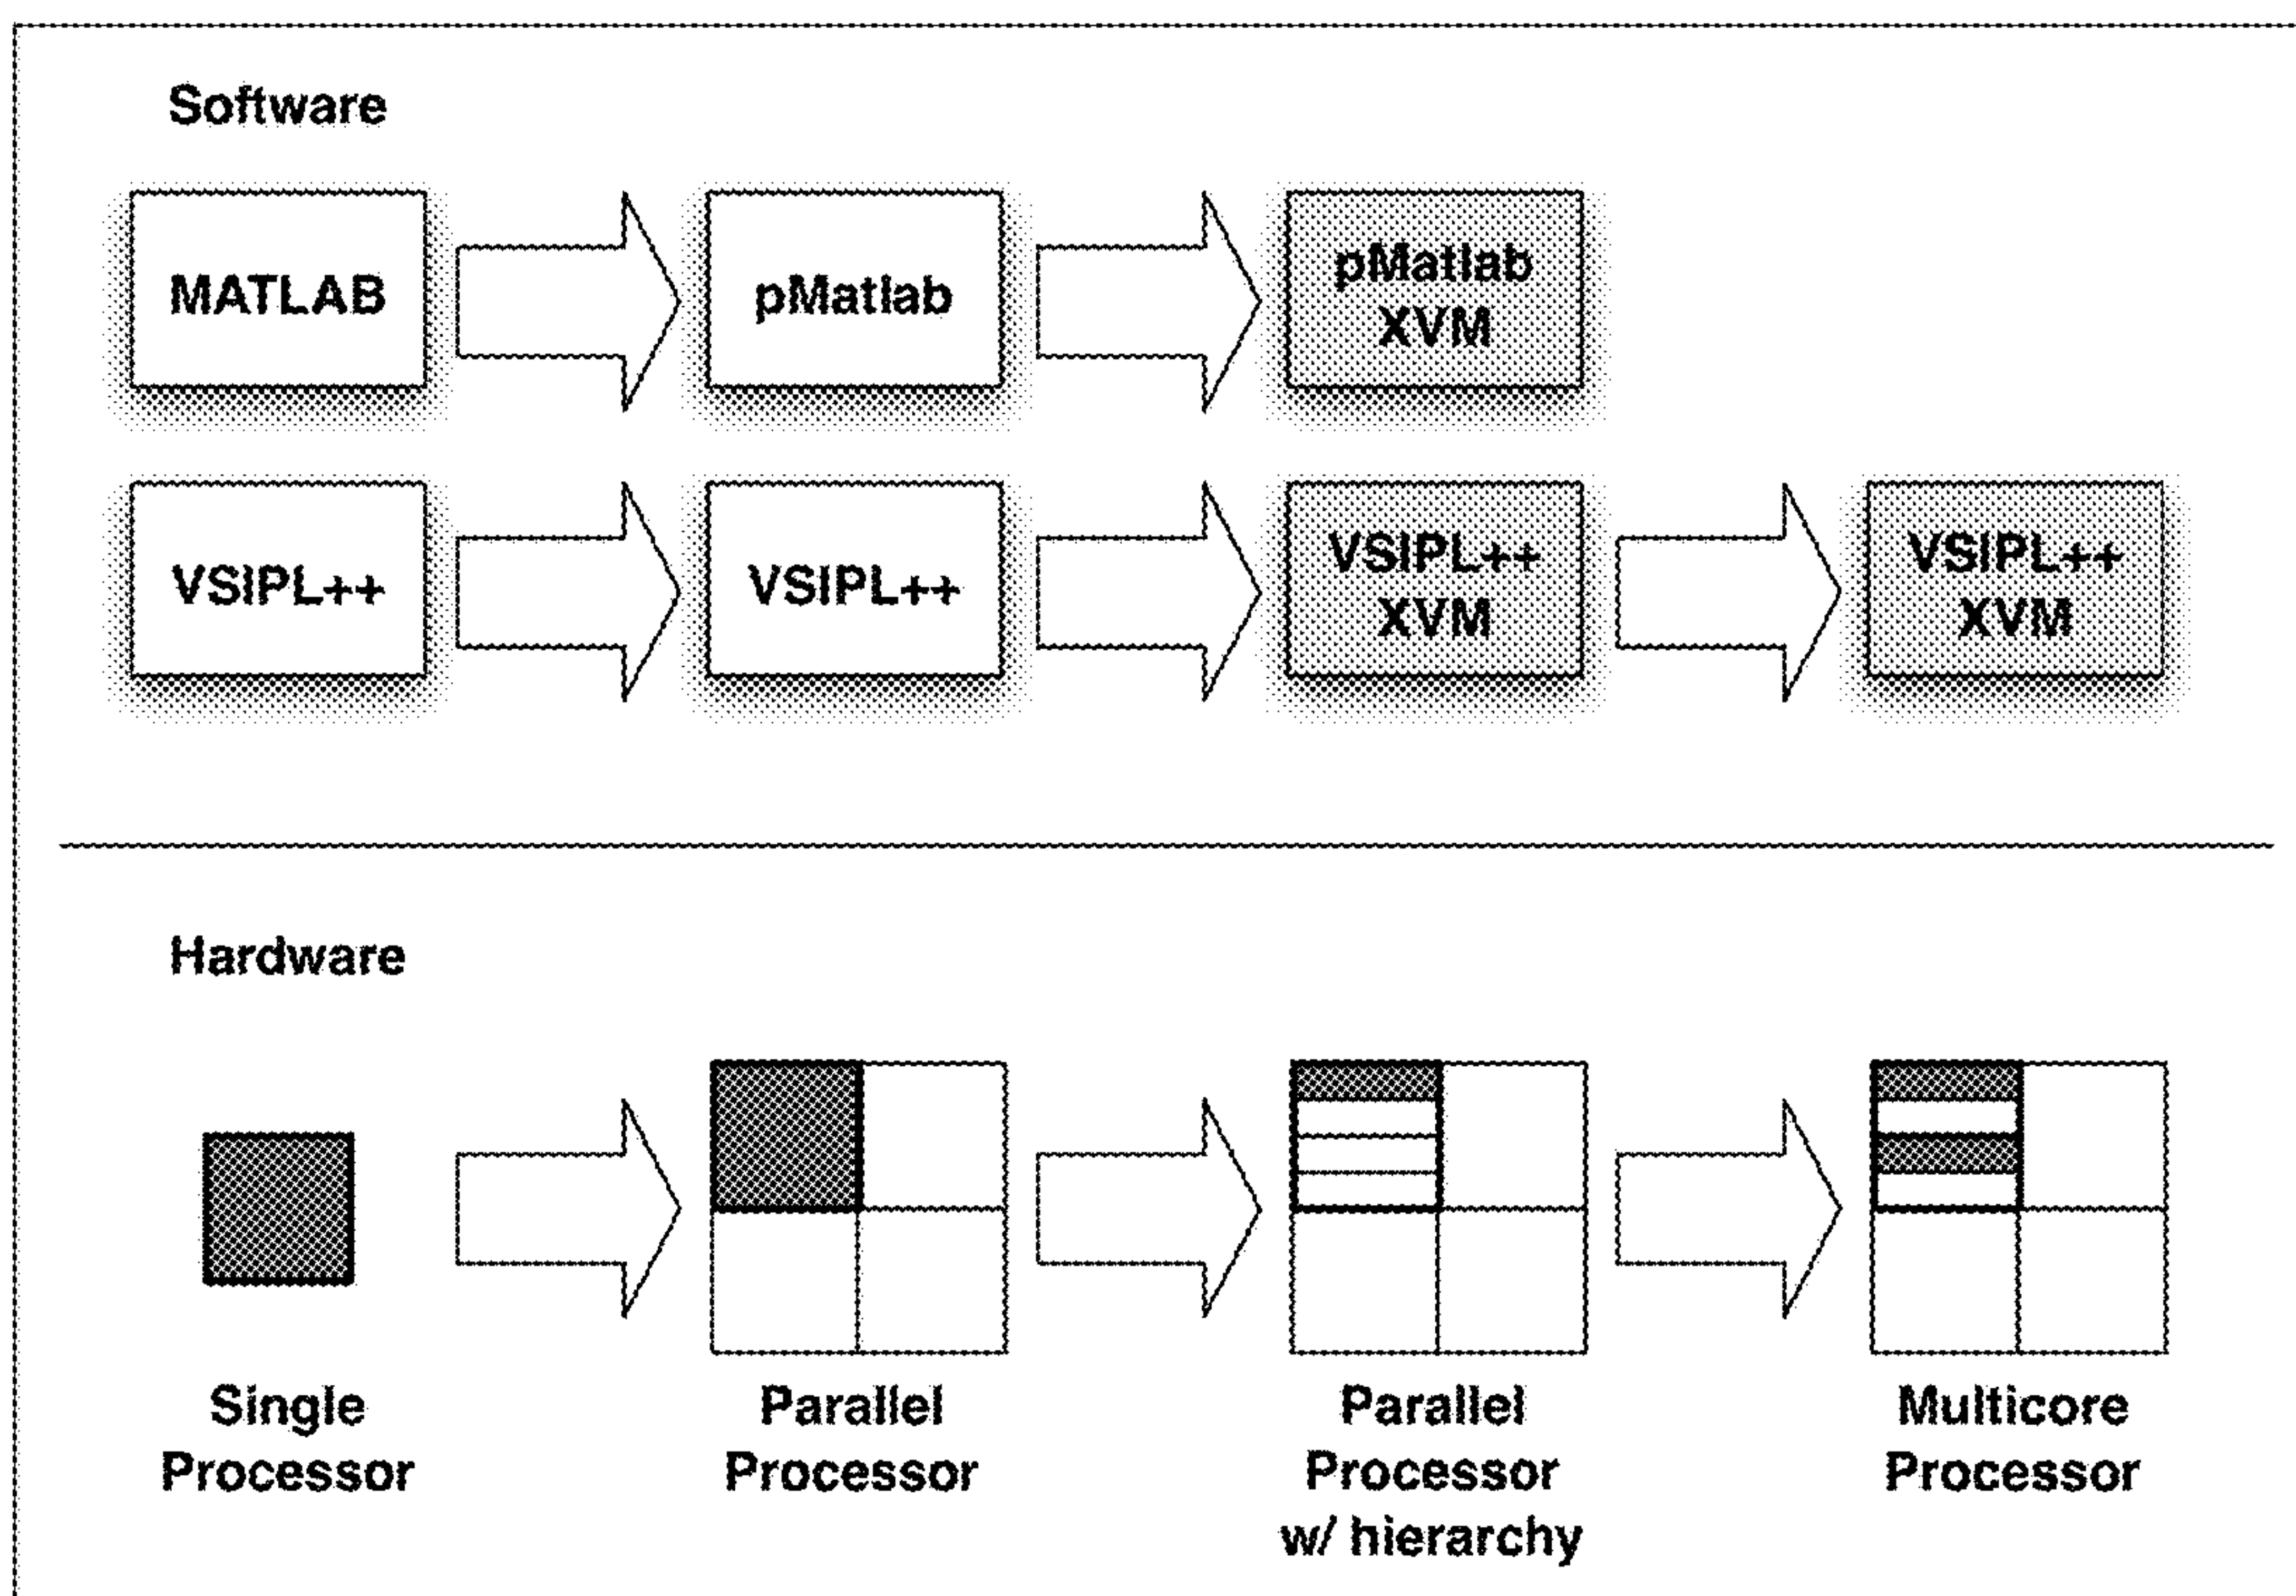 Software
MATLAB
pMatlab
pMatlab
XVM
VSIPL++
VSIPL++
VSIPL++
XVM
VSIPL++
XVM
Hardware
Single
Processor
Parallel
Processor
Parallel
Processor
w/ hierarchy
Multicore
Processor